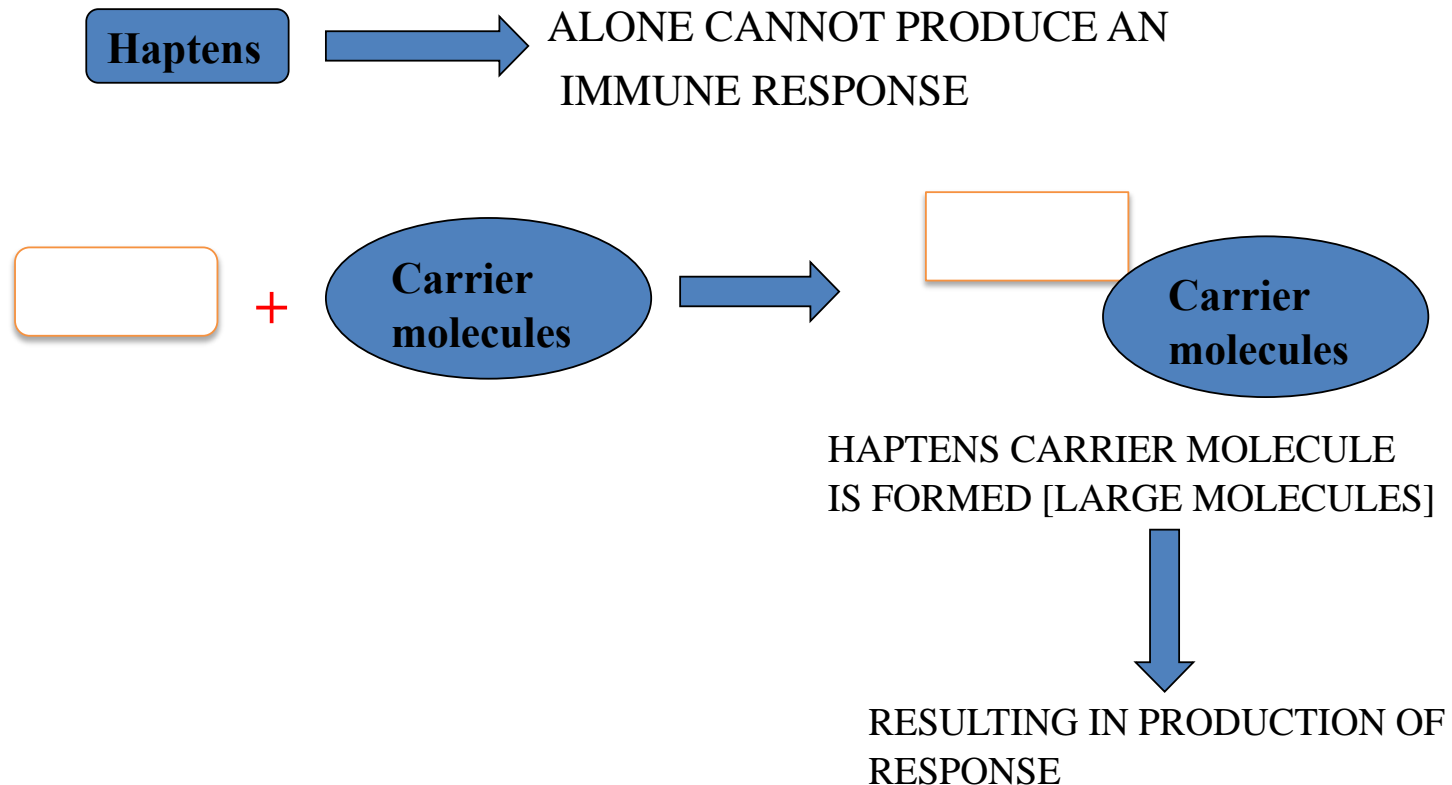 Haptens
ALONE CANNOT PRODUCE AN
IMMUNE RESPONSE
+
Carrier
molecules
Carrier
molecules
HAPTENS CARRIER MOLECULE
IS FORMED [LARGE MOLECULES]
RESULTING IN PRODUCTION OF
RESPONSE